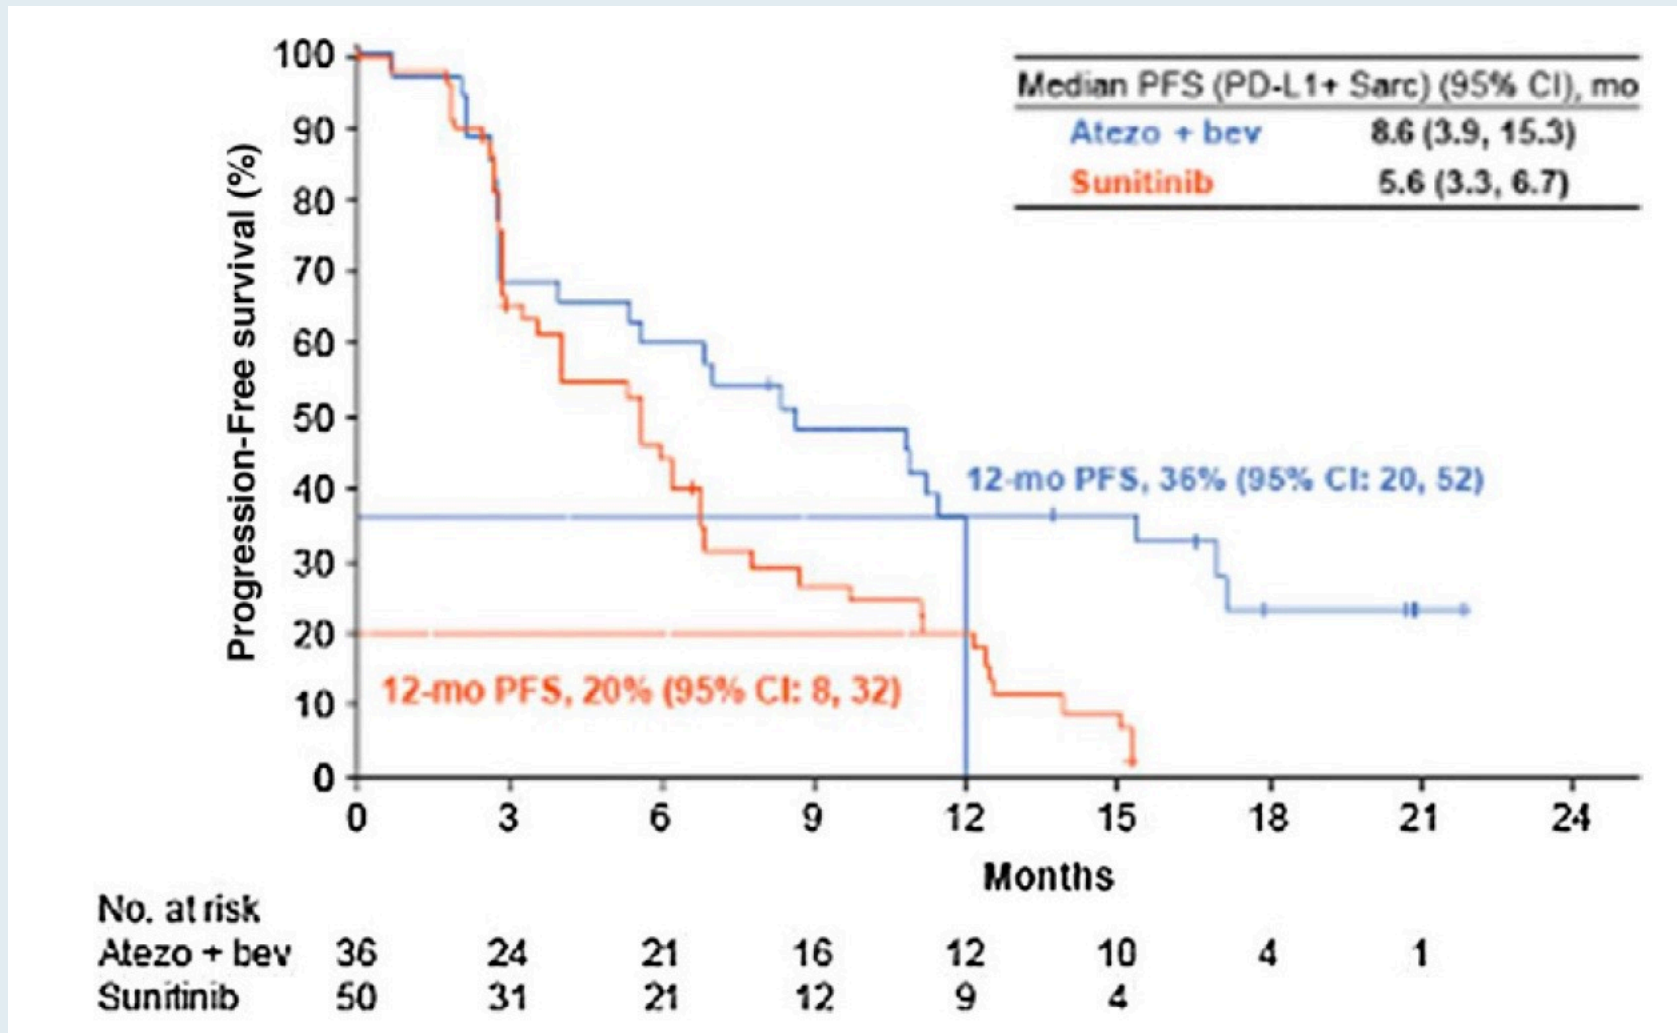 Median PFS (PD-L1+ Sarc) (95% CI), mo
Atezo + bev 8.6 (3.9, 15.3)
Sunitinib 5.6 (3.3, 6.7)
Progression-Free survival (%)
100
90
80
70
60
50
40
30
20
10
0
12-mo PFS, 36% (95% CI: 20, 52)
12-mo PFS, 20% (95% CI: 8, 32)
0 3 6 9 12 15 18 21 24
Months
No. at risk
Atezo + bev 36 24 21 16 12 10 4 1
Sunitinib 50 31 21 12 9 4